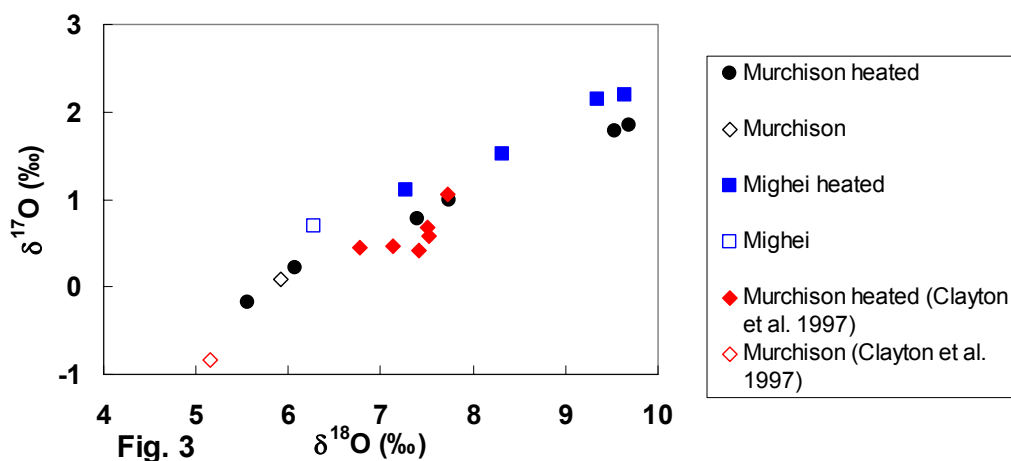 3
2
1
0
-1
δ¹⁷O (‰)
4 5 6 7 8 9 10
Fig. 3
δ¹⁸O (‰)
Murchison heated
Murchison
Mighei heated
Mighei
Murchison heated (Clayton
et al. 1997)
Murchison (Clayton et al.
1997)